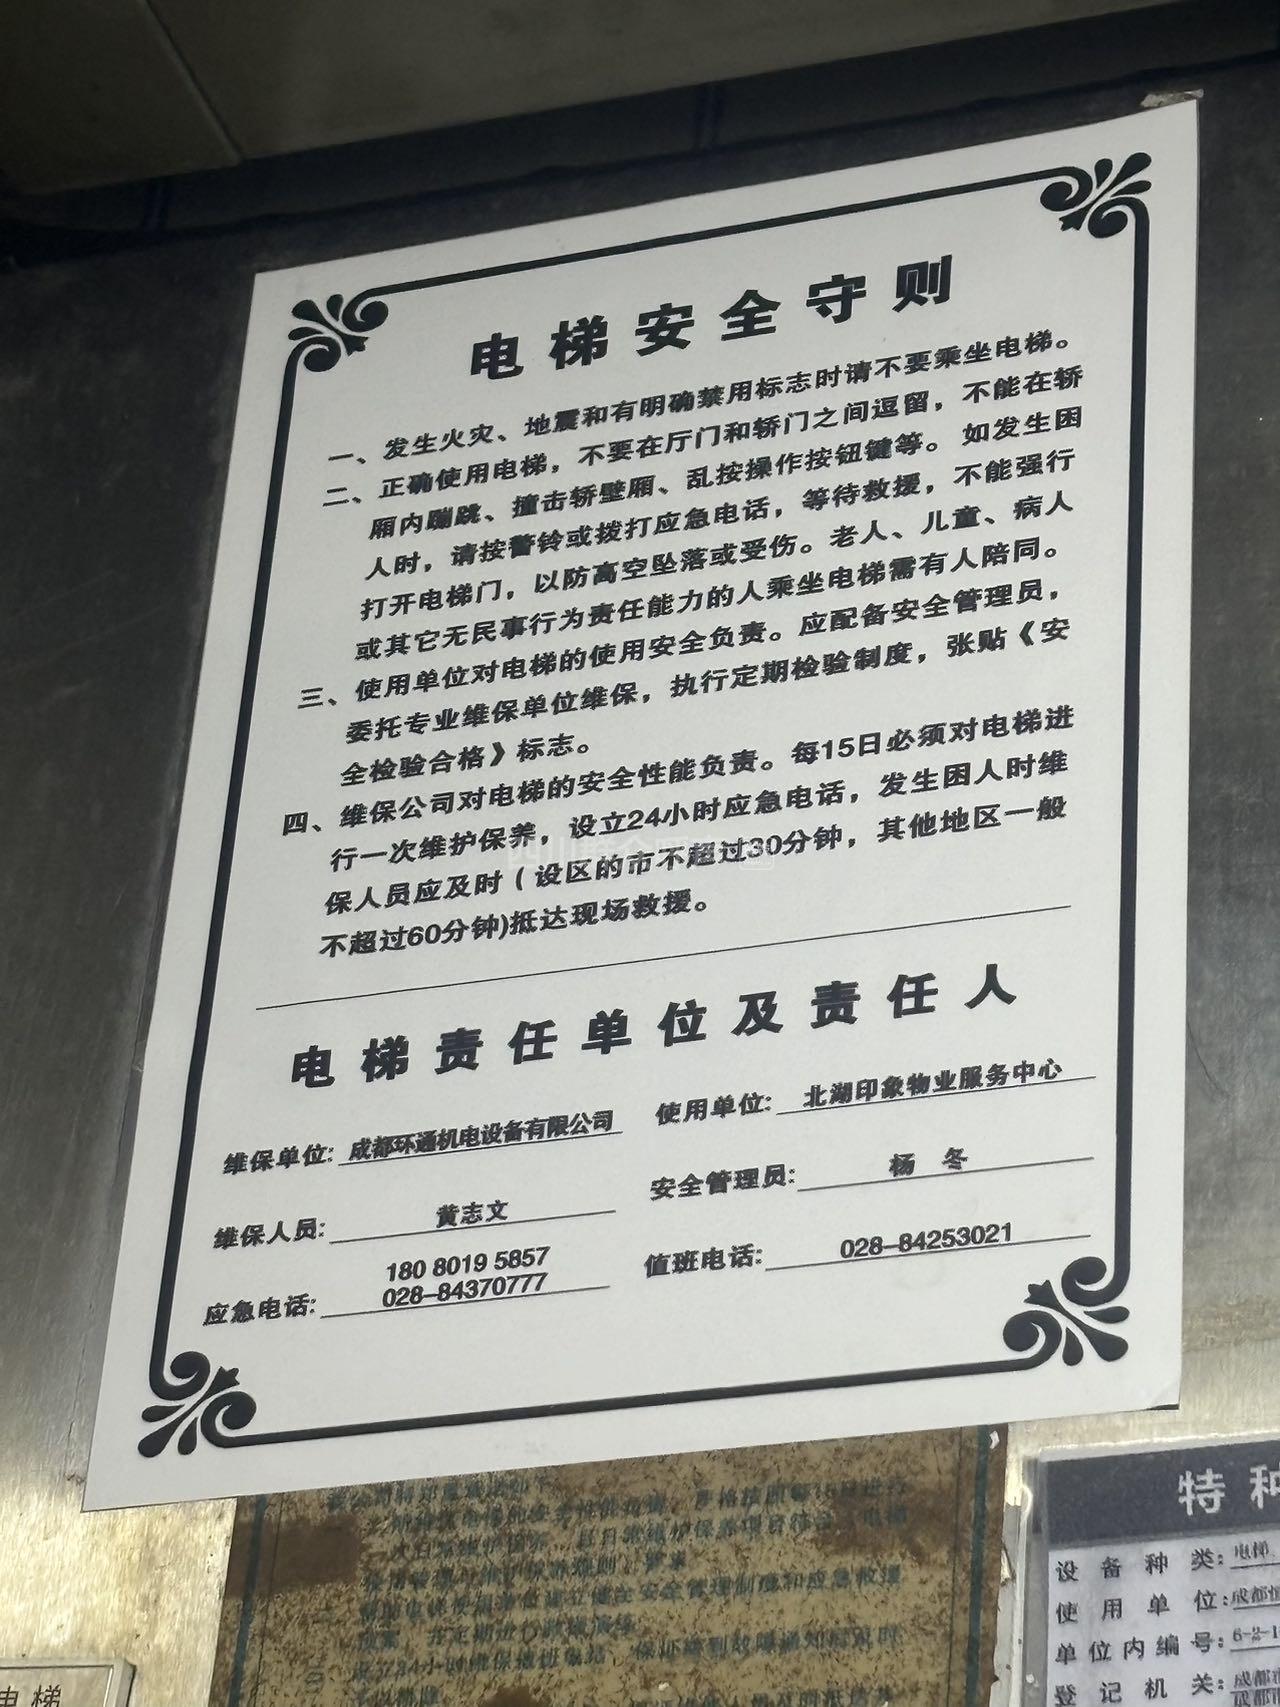 电梯安全守则
一、发生火灾、地震和有明确禁用标志时请不要乘坐电梯。
二、正确使用电梯，不要在厅门和轿门之间逗留，不能在轿
厢内蹦跳、撞击轿壁厢、乱按操作按钮键等。如发生困
人时，请按警铃或拨打应急电话，等待救援，不能强行
打开电梯门，以防高空坠落或受伤。老人、儿童、病人
或其它无民事行为责任能力的人乘坐电梯需有人陪同。
三、使用单位对电梯的使用安全负责。应配备安全管理员，
委托专业维保单位维保，执行定期检验制度，张贴《安
全检验合格》标志。
四、维保公司对电梯的安全性能负责。每15日必须对电梯进
行一次维护保养，设立24小时应急电话，发生困人时维
保人员应及时（设区的市不超过30分钟，其他地区一般
不超过60分钟)抵达现场救援。
电梯责任单位及责任人
维保单位: 成都环通机电设备有限公司 使用单位: 北湖印象物业服务中心
维保人员: 黄志文 安全管理员: 杨 冬
应急电话: 180 8019 5857 028-84370777 值班电话: 028-84253021
特种
设备种类: 电梯
使用单位: 成都恒
单位内编号: 6-2-1
登记机关: 成都市
电梯